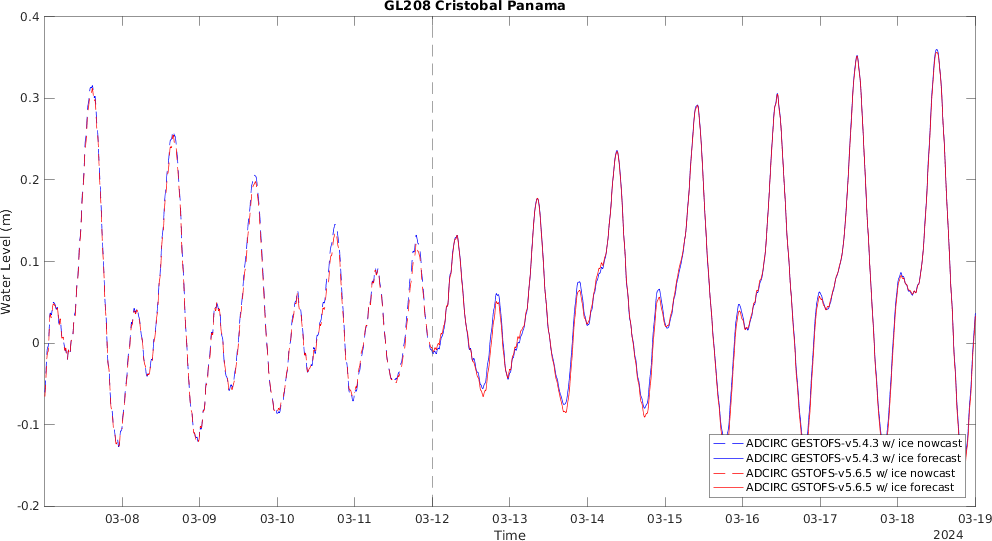 GL208 Cristobal Panama
0.4
0.3
0.2
0.1
0
-0.1
-0.2
Water Level (m)
ADCIRC GESTOFS-v5.4.3 w/ ice nowcast
ADCIRC GESTOFS-v5.4.3 w/ ice forecast
ADCIRC GSTOFS-v5.6.5 w/ ice nowcast
ADCIRC GSTOFS-v5.6.5 w/ ice forecast
03-08 03-09 03-10 03-11 03-12 03-13 03-14 03-15 03-16 03-17 03-18 03-19
Time
2024